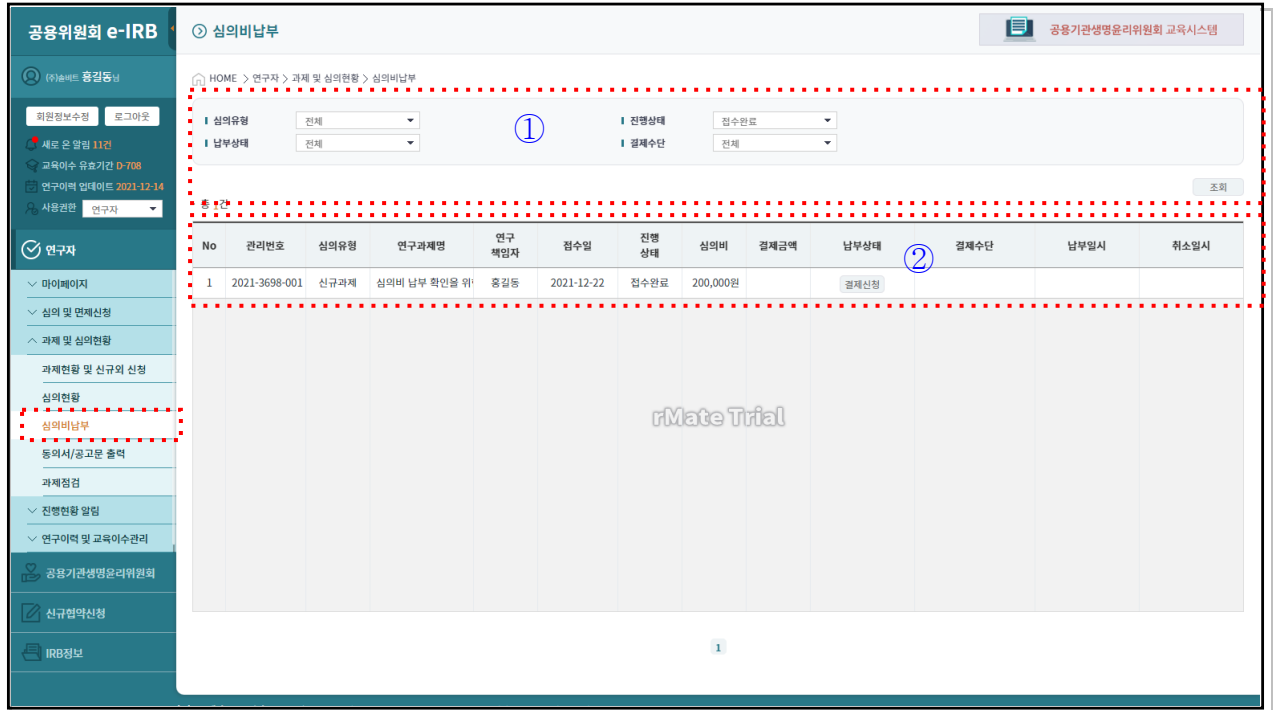 공용위원회 e-IRB
심의비납부
공용기관생명윤리위원회 교육시스템
(주)솜비트 홍길동님
HOME > 연구자 > 과제 및 심의현황 > 심의비납부
회원정보수정 로그아웃
새로 온 알림 11건
교육이수 유효기간 D-708
연구이력 업데이트 2021-12-14
사용권한 연구자
심의유형 전체 ① 진행상태 접수완료
납부상태 전체 결제수단 전체
조회
총 1건
No 관리번호 심의유형 연구과제명 연구 책임자 접수일 진행 상태 심의비 결제금액 납부상태 ② 결제수단 납부일시 취소일시
1 2021-3698-001 신규과제 심의비 납부 확인을 위 홍길동 2021-12-22 접수완료 200,000원 결제신청
연구자
마이페이지
심의 및 면제신청
과제 및 심의현황
과제현황 및 신규외 신청
심의현황
심의비납부
동의서/공고문 출력
과제점검
진행현황 알림
연구이력 및 교육이수관리
공용기관생명윤리위원회
신규협약신청
IRB정보
rMate Trial
1